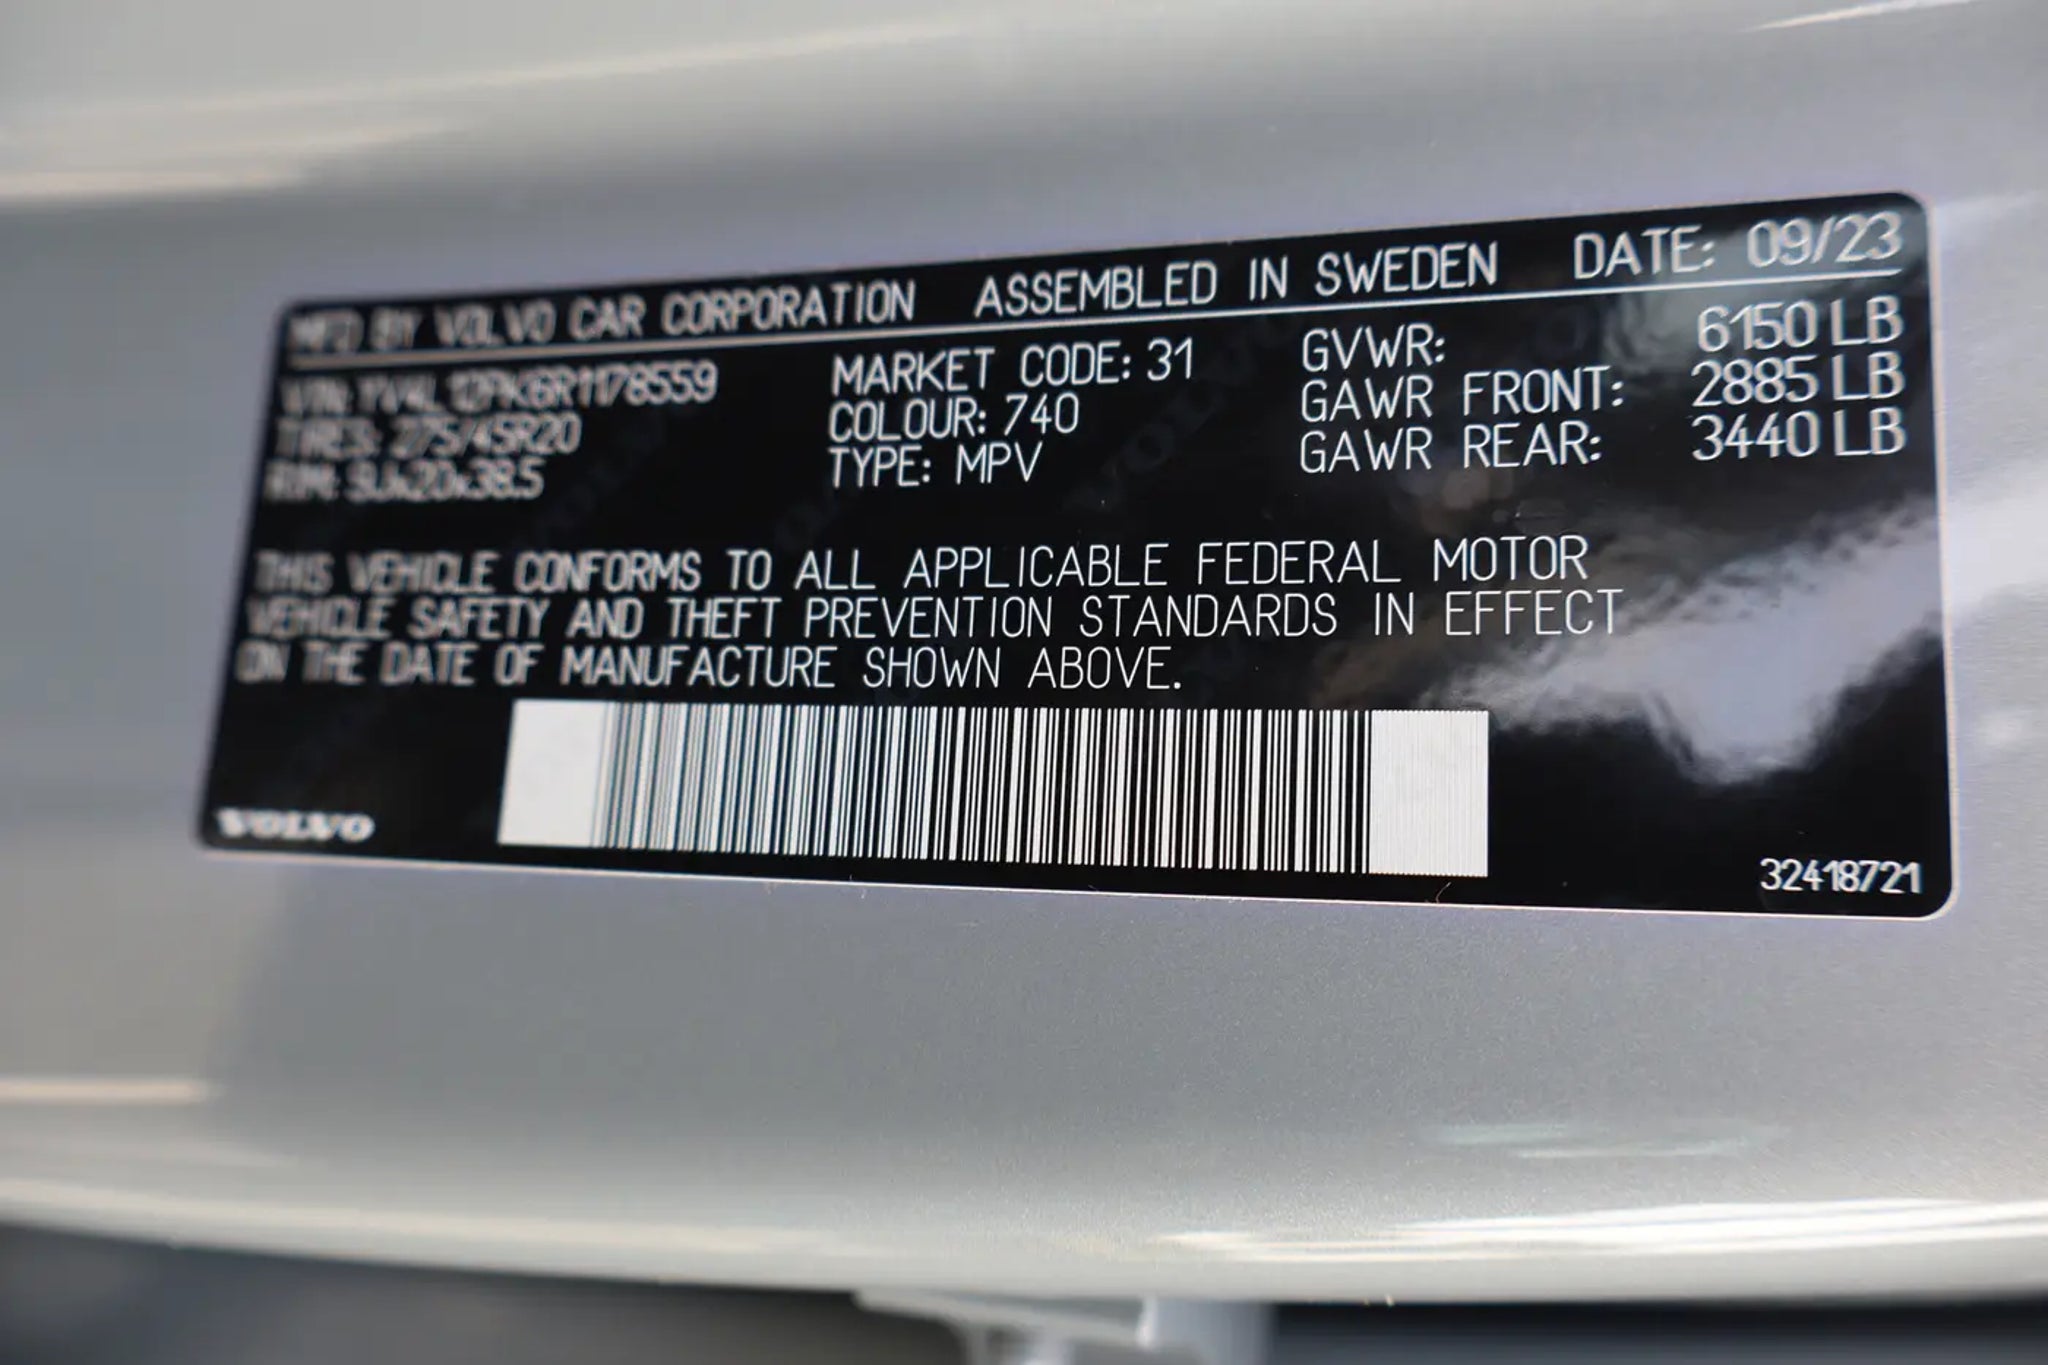 MFD BY VOLVO CAR CORPORATION ASSEMBLED IN SWEDEN DATE: 09/23
VIN: YV4L12PK6R1178559 MARKET CODE: 31 GVWR: 6150 LB
TIRES: 275/45R20 COLOUR: 740 GAWR FRONT: 2885 LB
RIM: 9Jx20x38.5 TYPE: MPV GAWR REAR: 3440 LB
THIS VEHICLE CONFORMS TO ALL APPLICABLE FEDERAL MOTOR
VEHICLE SAFETY AND THEFT PREVENTION STANDARDS IN EFFECT
ON THE DATE OF MANUFACTURE SHOWN ABOVE.
VOLVO 32418721